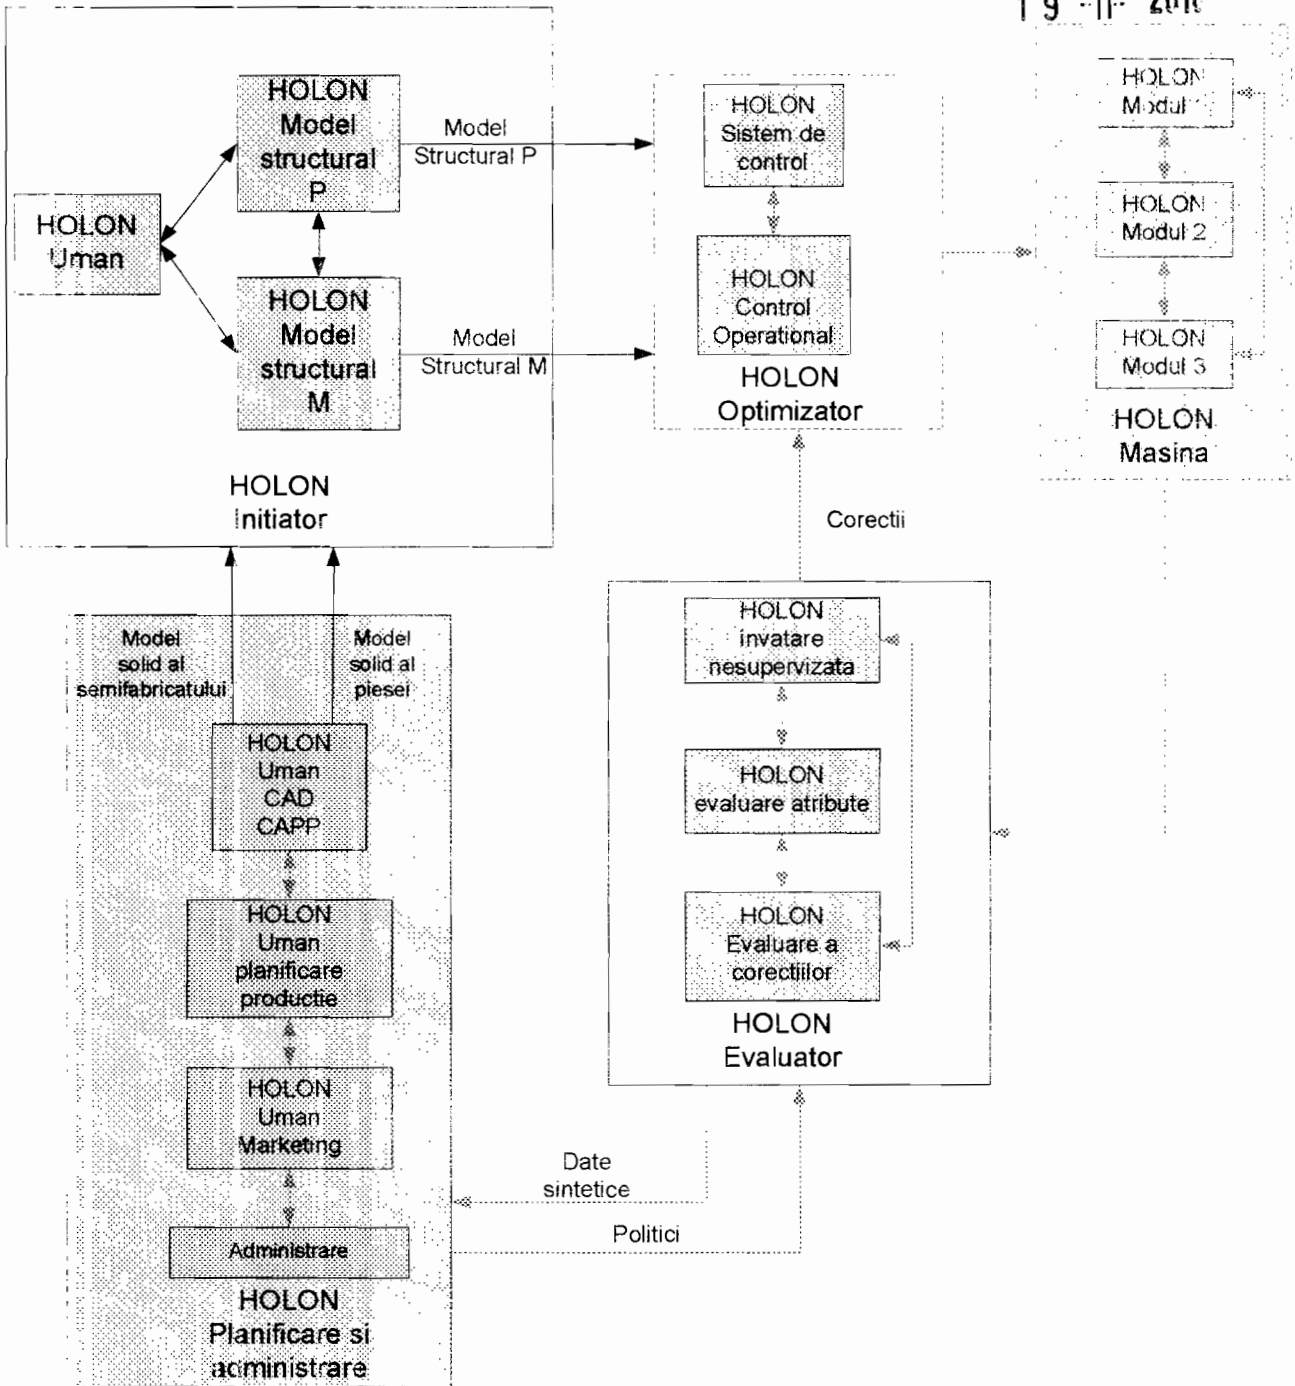 HOLON
Model
structural
P
HOLON
Uman
HOLON
Model
structural
M
HOLON
Initiator
Model
Structural P
Model
Structural M
HOLON
Sistem de
control
HOLON
Control
Operational
HOLON
Optimizator
HOLON
Modul
HOLON
Modul 2
HOLON
Modul 3
HOLON
Masina
Corectii
Model
solid al
semifabricatului
Model
solid al
piesei
HOLON
Uman
CAD
CAPP
HOLON
Uman
planificare
productie
HOLON
Uman
Marketing
Administrare
HOLON
Planificare si
administrare
HOLON
invatare
nesupervizata
HOLON
evaluare atribute
HOLON
Evaluare a
corectiilor
HOLON
Evaluator
Date
sintetice
Politici